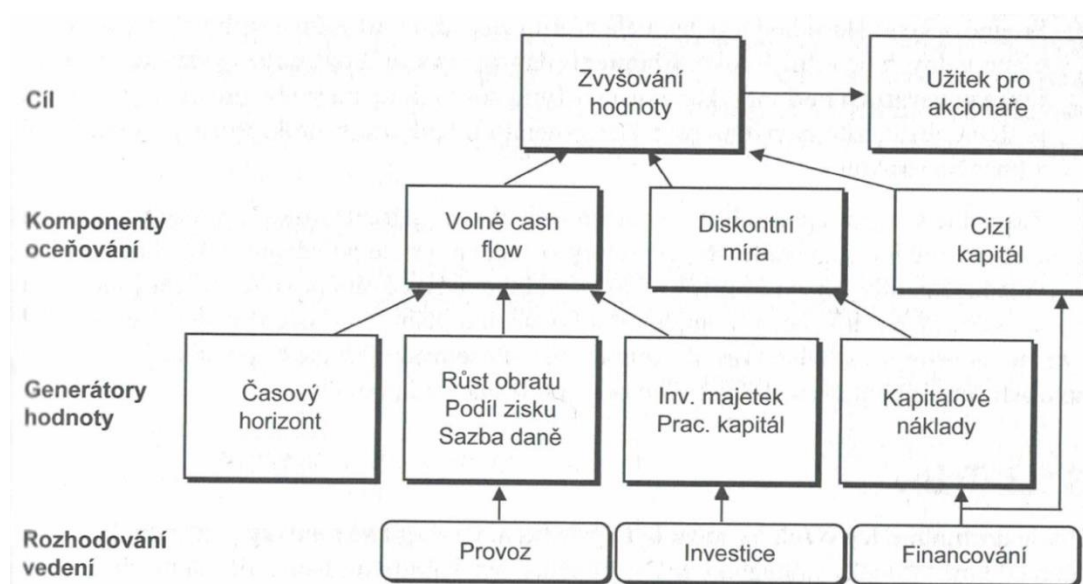 Cíl
Zvyšování
hodnoty
Užitek pro
akcionáře
Komponenty
oceňování
Volné cash
flow
Diskontní
míra
Cizí
kapitál
Generátory
hodnoty
Časový
horizont
Růst obratu
Podíl zisku
Sazba daně
Inv. majetek
Prac. kapitál
Kapitálové
náklady
Rozhodování
vedení
Provoz
Investice
Financování